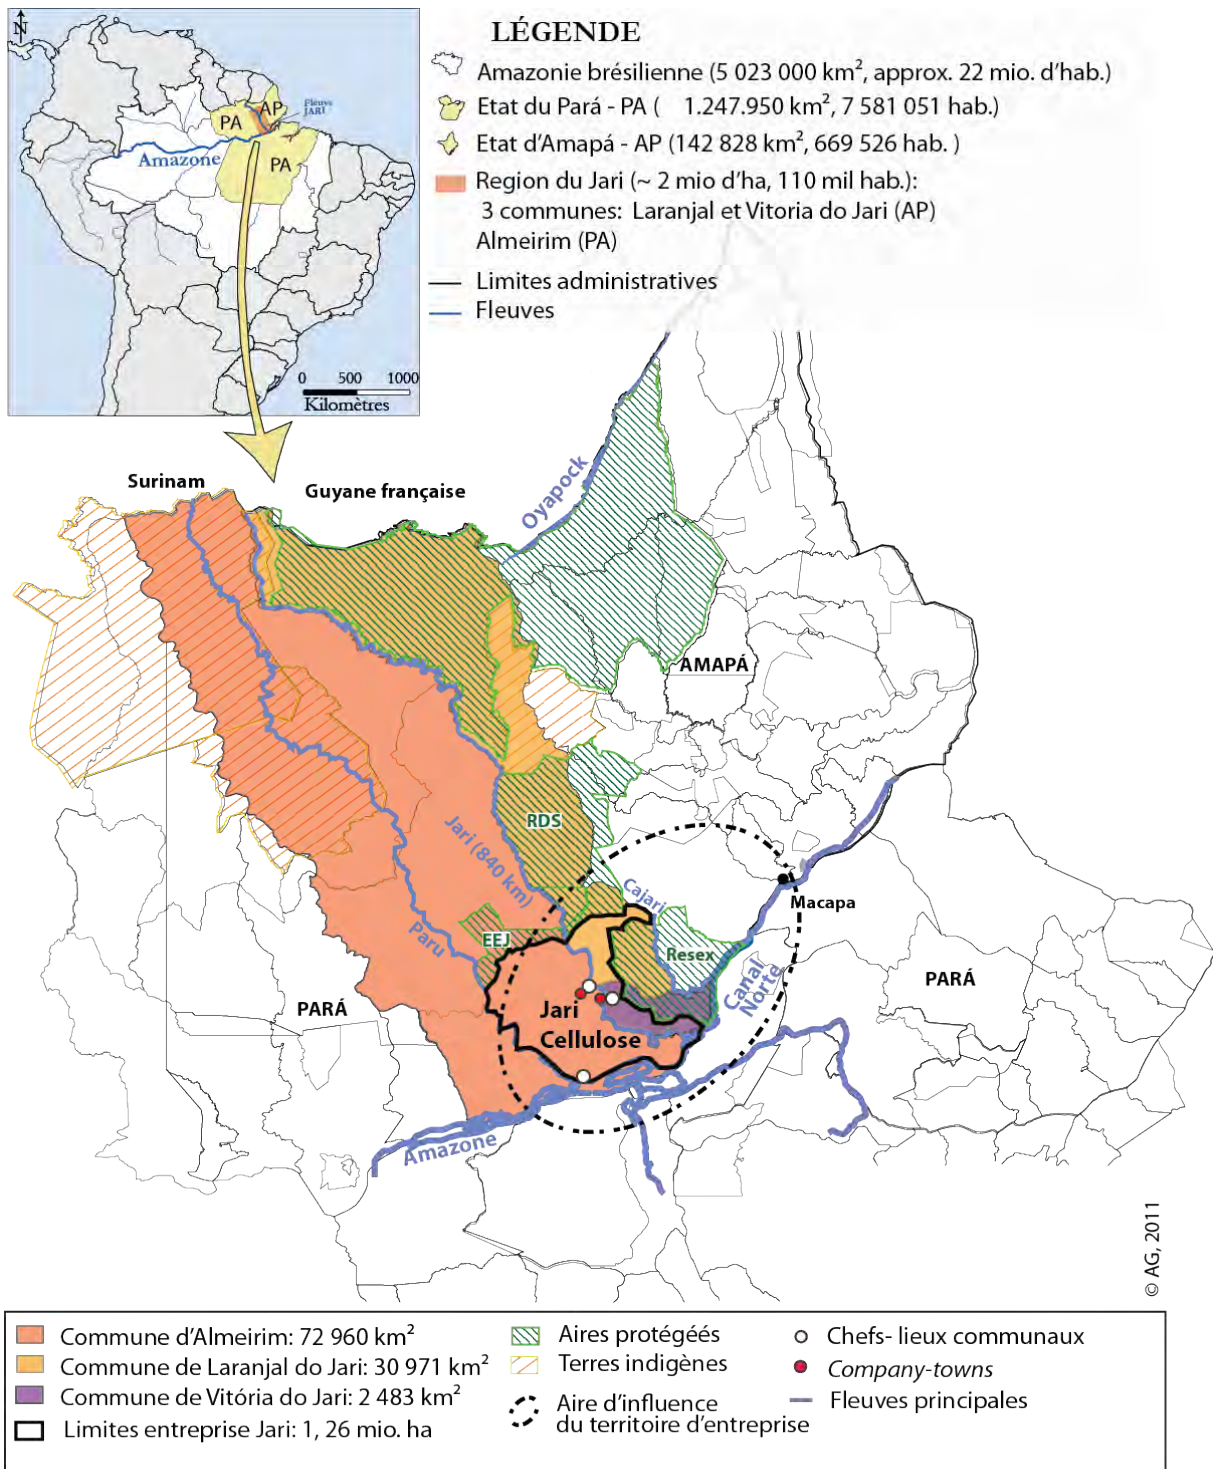 N
LÉGENDE
Amazonie brésilienne (5 023 000 km², approx. 22 mio. d'hab.)
Etat du Pará - PA ( 1.247.950 km², 7 581 051 hab.)
Etat d'Amapá - AP (142 828 km², 669 526 hab. )
Region du Jari (~ 2 mio d'ha, 110 mil hab.):
3 communes: Laranjal et Vitoria do Jari (AP)
Almeirim (PA)
Limites administratives
Fleuves
AP
PA
Fleuve
JARI
Amazone
PA
0 500 1000
Kilomètres
Surinam
Guyane française
Oyapock
AMAPÁ
RDS
Jari (840 km)
Cajari
Macapa
Paru
EEJ
Resex
Canal
Norte
PARÁ
PARÁ
Jari
Cellulose
Amazone
© AG, 2011
Commune d'Almeirim: 72 960 km²
Commune de Laranjal do Jari: 30 971 km²
Commune de Vitória do Jari: 2 483 km²
Limites entreprise Jari: 1, 26 mio. ha
Aires protégéés
Terres indigènes
Aire d'influence
du territoire d'entreprise
Chefs- lieux communaux
Company-towns
Fleuves principales